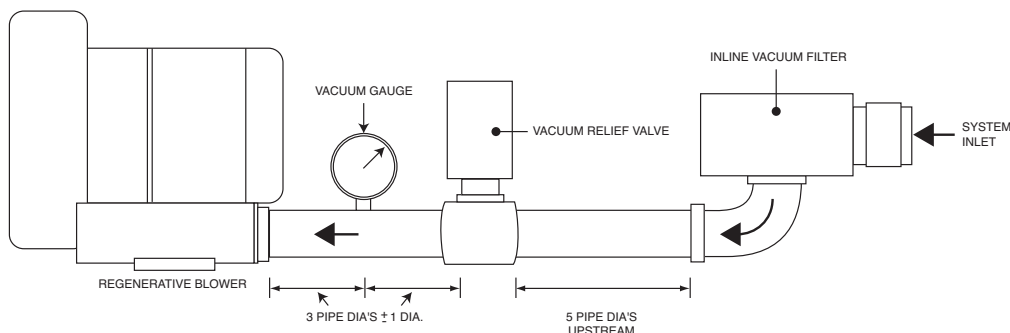 INLINE VACUUM FILTER
VACUUM GAUGE
VACUUM RELIEF VALVE
SYSTEM
INLET
REGENERATIVE BLOWER
3 PIPE DIA'S ± 1 DIA.
5 PIPE DIA'S
UPSTREAM